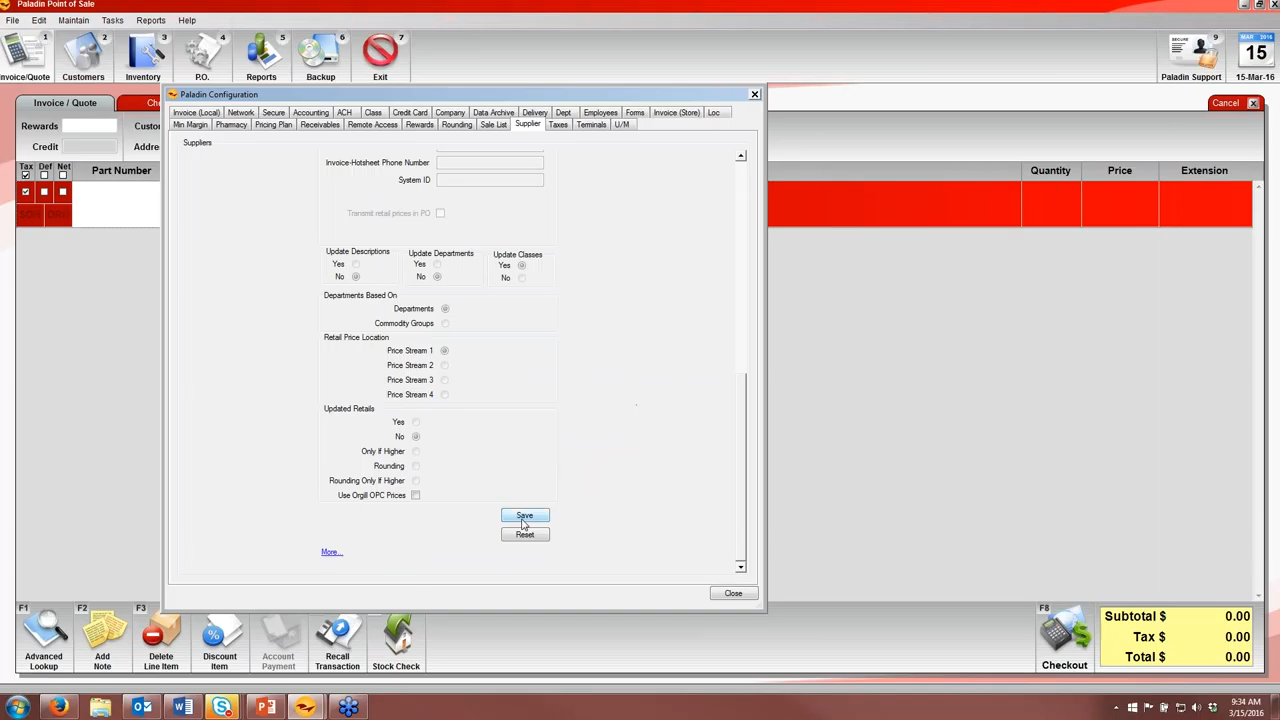 Paladin Point of Sale
File Edit Maintain Tasks Reports Help
1 2 3 4 5 6 7 9
SECURE MAR 2016 15
Invoice/Quote Customers Inventory P.O. Reports Backup Exit Paladin Support 15-Mar-16
Paladin Configuration
Invoice / Quote Cancel X
Invoice (Local) Network Secure Accounting ACH Class Credit Card Company Data Archive Delivery Dept Employees Forms Invoice (Store) Loc
Min Margin Pharmacy Pricing Plan Receivables Remote Access Rewards Rounding Sale List Supplier Taxes Terminals U/M
Rewards
Credit
Suppliers
Invoice-Hotsheet Phone Number
System ID
Tax Def Net Part Number Quantity Price Extension
Transmit retail prices in PO
Update Descriptions Update Departments Update Classes
Yes Yes Yes
No No No
Departments Based On
Departments
Commodity Groups
Retail Price Location
Price Stream 1
Price Stream 2
Price Stream 3
Price Stream 4
Updated Retails
Yes
No
Only If Higher
Rounding
Rounding Only If Higher
Use Orgill OPC Prices
Save
Reset
More...
Close
F1 F2 F3 F8
Advanced Lookup Add Note Delete Line Item Discount Item Account Payment Recall Transaction Stock Check Checkout
Subtotal $ 0.00
Tax $ 0.00
Total $ 0.00
9:34 AM
3/15/2016